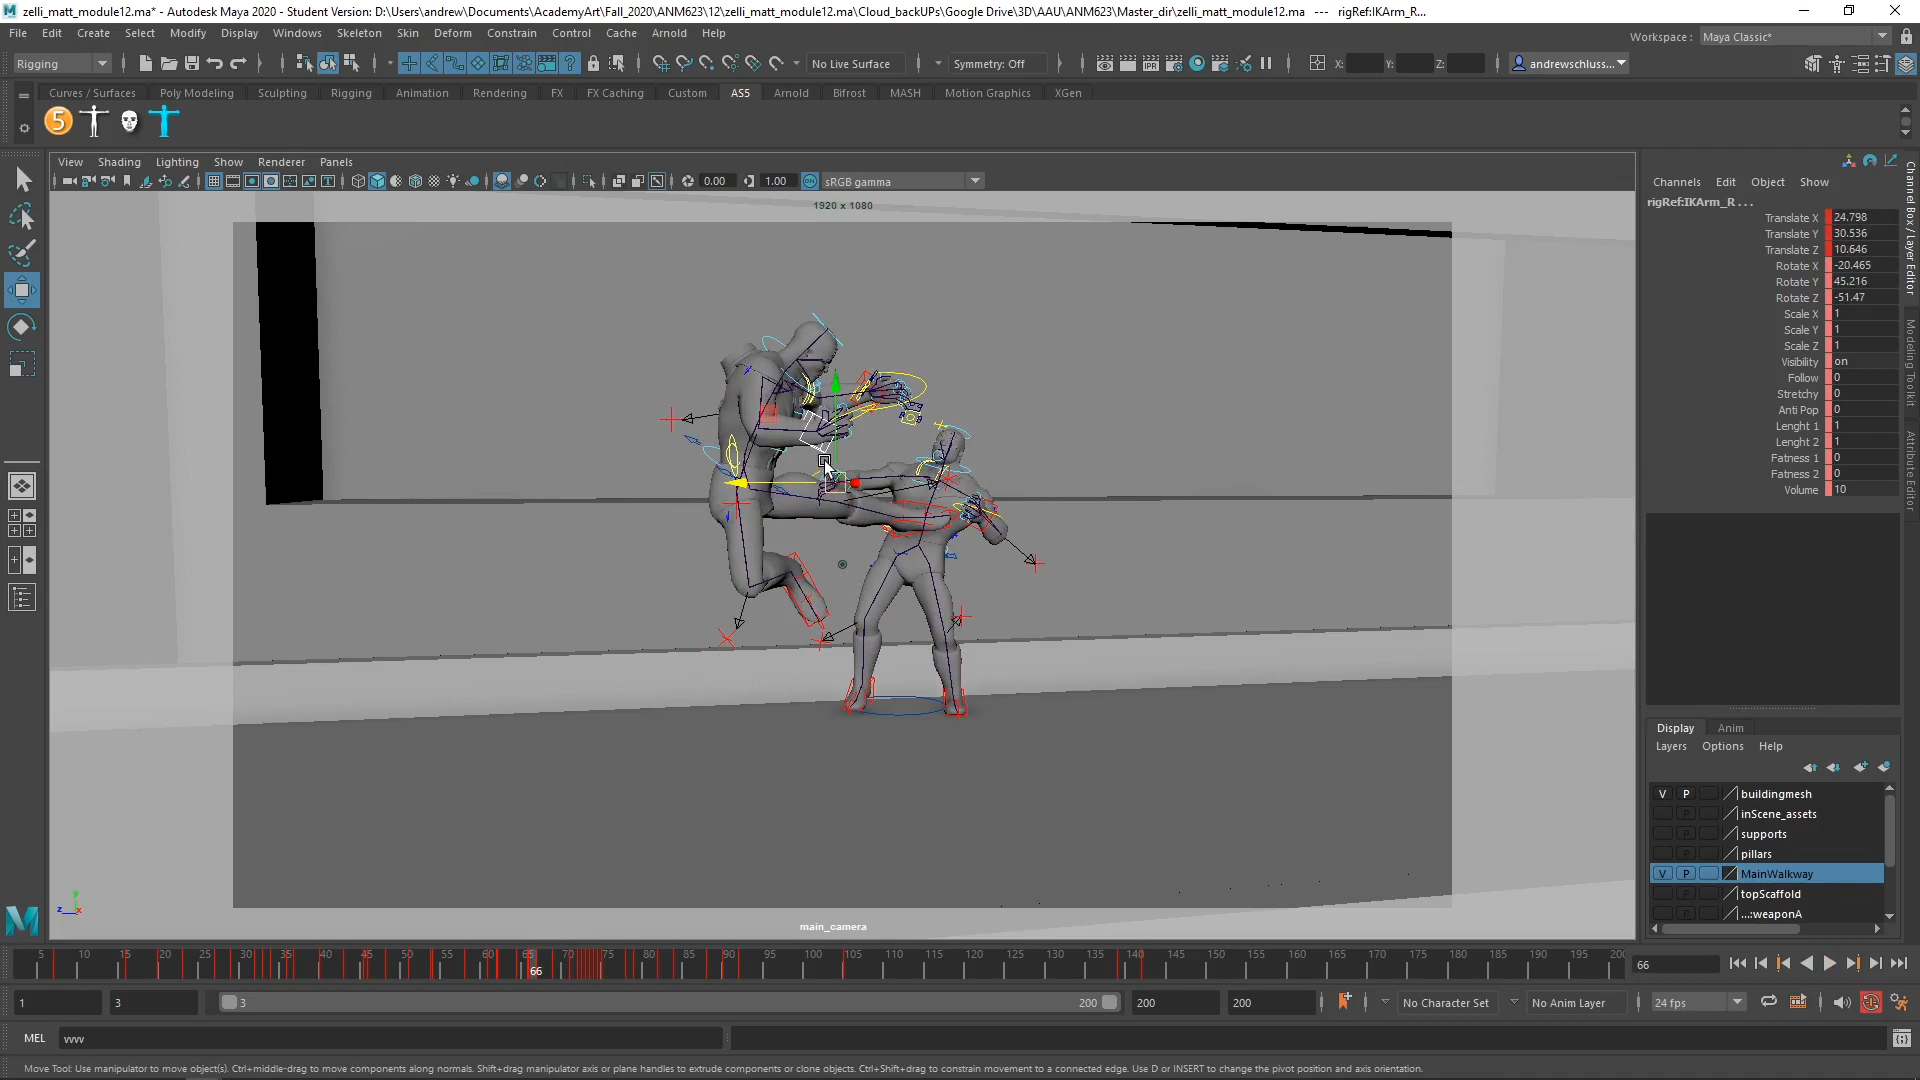 zelli_matt_module12.ma* - Autodesk Maya 2020 - Student Version: D:\Users\andrew\Documents\AcademyArt\Fall_2020\ANM623\12\zelli_matt_module12.ma\Cloud_backUPs\Google Drive\3D\AAU\ANM623\Master_dir\zelli_matt_module12.ma --- rigRef:IKArm_R...
File Edit Create Select Modify Display Windows Skeleton Skin Deform Constrain Control Cache Arnold Help
Workspace : Maya Classic*
Rigging No Live Surface Symmetry: Off X: Y: Z: andrewschluss...
Curves / Surfaces Poly Modeling Sculpting Rigging Animation Rendering FX FX Caching Custom AS5 Arnold Bifrost MASH Motion Graphics XGen
5
View Shading Lighting Show Renderer Panels
0.00 1.00 ON sRGB gamma
1920 x 1080
main_camera
y
z x
Channels Edit Object Show
rigRef:IKArm_R . . .
Translate X 24.798
Translate Y 30.536
Translate Z 10.646
Rotate X -20.465
Rotate Y 45.216
Rotate Z -51.47
Scale X 1
Scale Y 1
Scale Z 1
Visibility on
Follow 0
Stretchy 0
Anti Pop 0
Lenght 1 1
Lenght 2 1
Fatness 1 0
Fatness 2 0
Volume 10
Channel Box / Layer Editor
Modeling Toolkit
Attribute Editor
Display Anim
Layers Options Help
V P buildingmesh
P inScene_assets
P supports
P pillars
V P MainWalkway
P topScaffold
P ...:weaponA
5 10 15 20 25 30 35 40 45 50 55 60 65 70 75 80 85 90 95 100 105 110 115 120 125 130 135 140 145 150 155 160 165 170 175 180 185 190 195 200
66 66
1 3 3 200 200 200 No Character Set No Anim Layer 24 fps
MEL vvvv
Move Tool: Use manipulator to move object(s). Ctrl+middle-drag to move components along normals. Shift+drag manipulator axis or plane handles to extrude components or clone objects. Ctrl+Shift+drag to constrain movement to a connected edge. Use D or INSERT to change the pivot position and axis orientation.